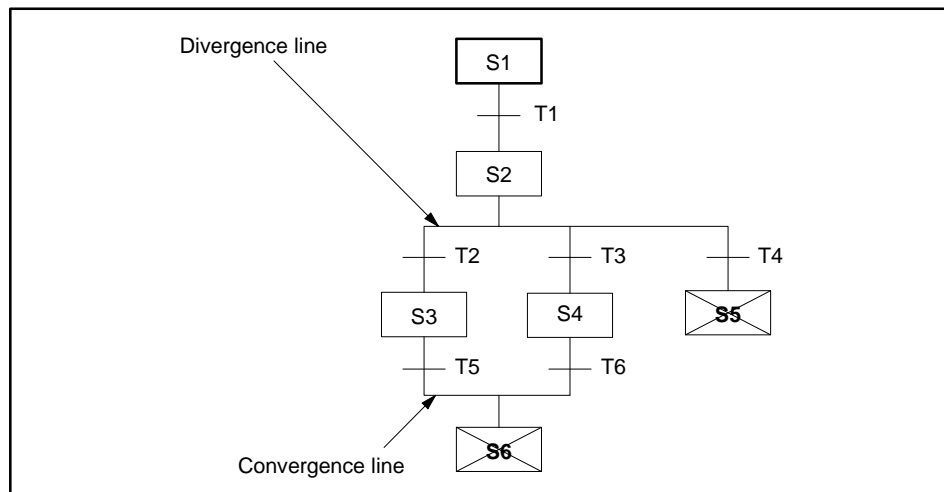 Divergence line
S1
T1
S2
T2
T3
T4
S3
S4
S5
T5
T6
S6
Convergence line